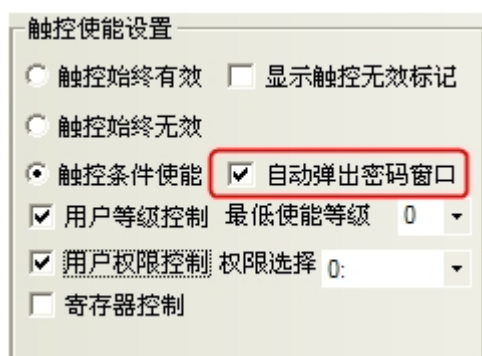 触控使能设置
触控始终有效 显示触控无效标记
触控始终无效
触控条件使能 自动弹出密码窗口
用户等级控制 最低使能等级 0
用户权限控制 权限选择 0:
寄存器控制